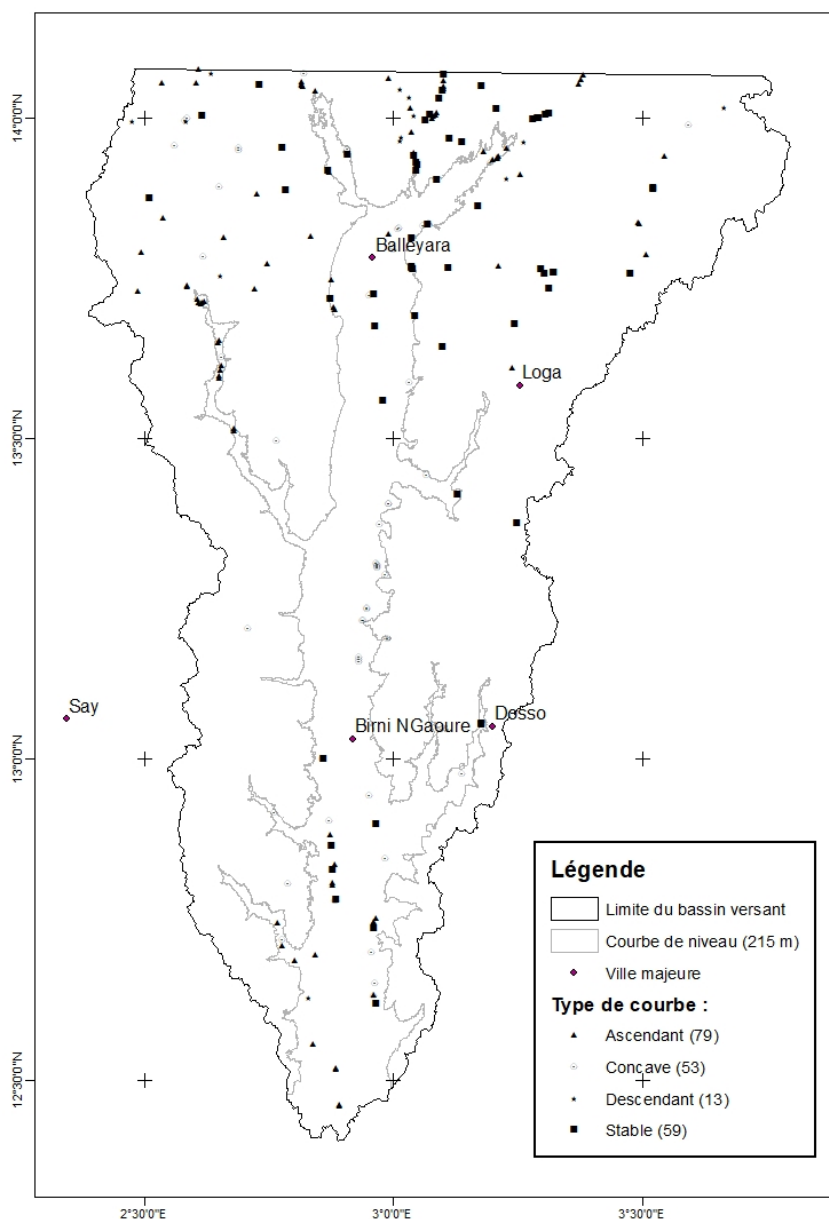 14°0'0"N
Balleyara
Loga
13°30'0"N
Say
Birni NGaoure
Dosso
13°0'0"N
12°30'0"N
Légende
Limite du bassin versant
Courbe de niveau (215 m)
Ville majeure
Type de courbe :
Ascendant (79)
Concave (53)
Descendant (13)
Stable (59)
2°30'0"E
3°0'0"E
3°30'0"E